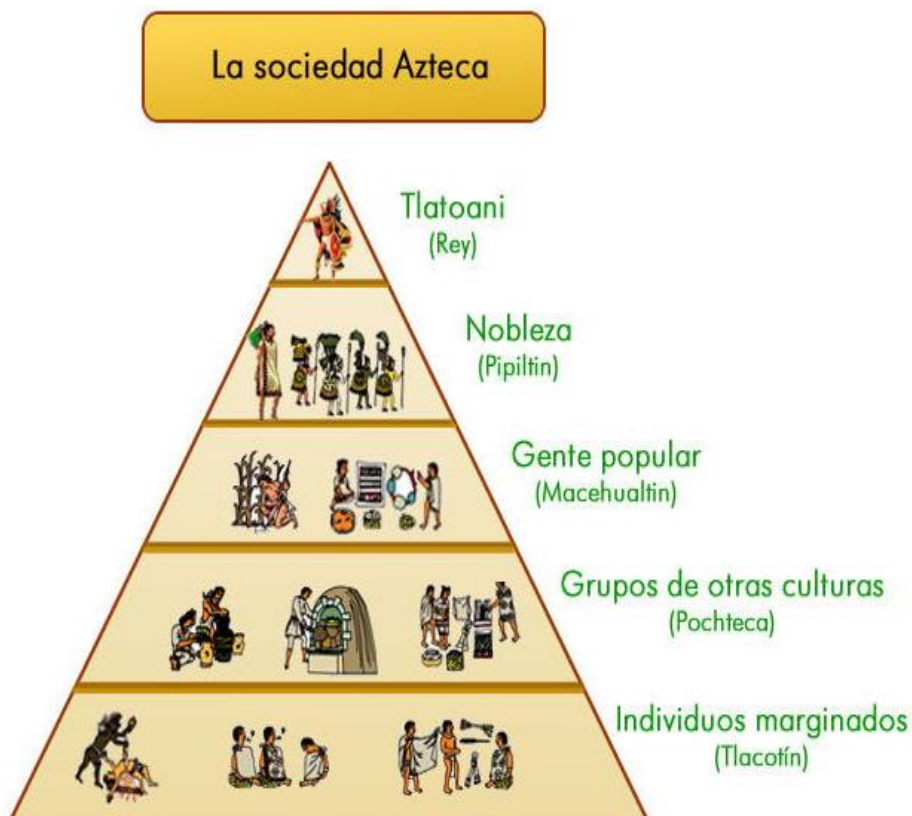 La sociedad Azteca
Tlatoani
(Rey)
Nobleza
(Pipiltin)
Gente popular
(Macehualtin)
Grupos de otras culturas
(Pochteca)
Individuos marginados
(Tlacotín)